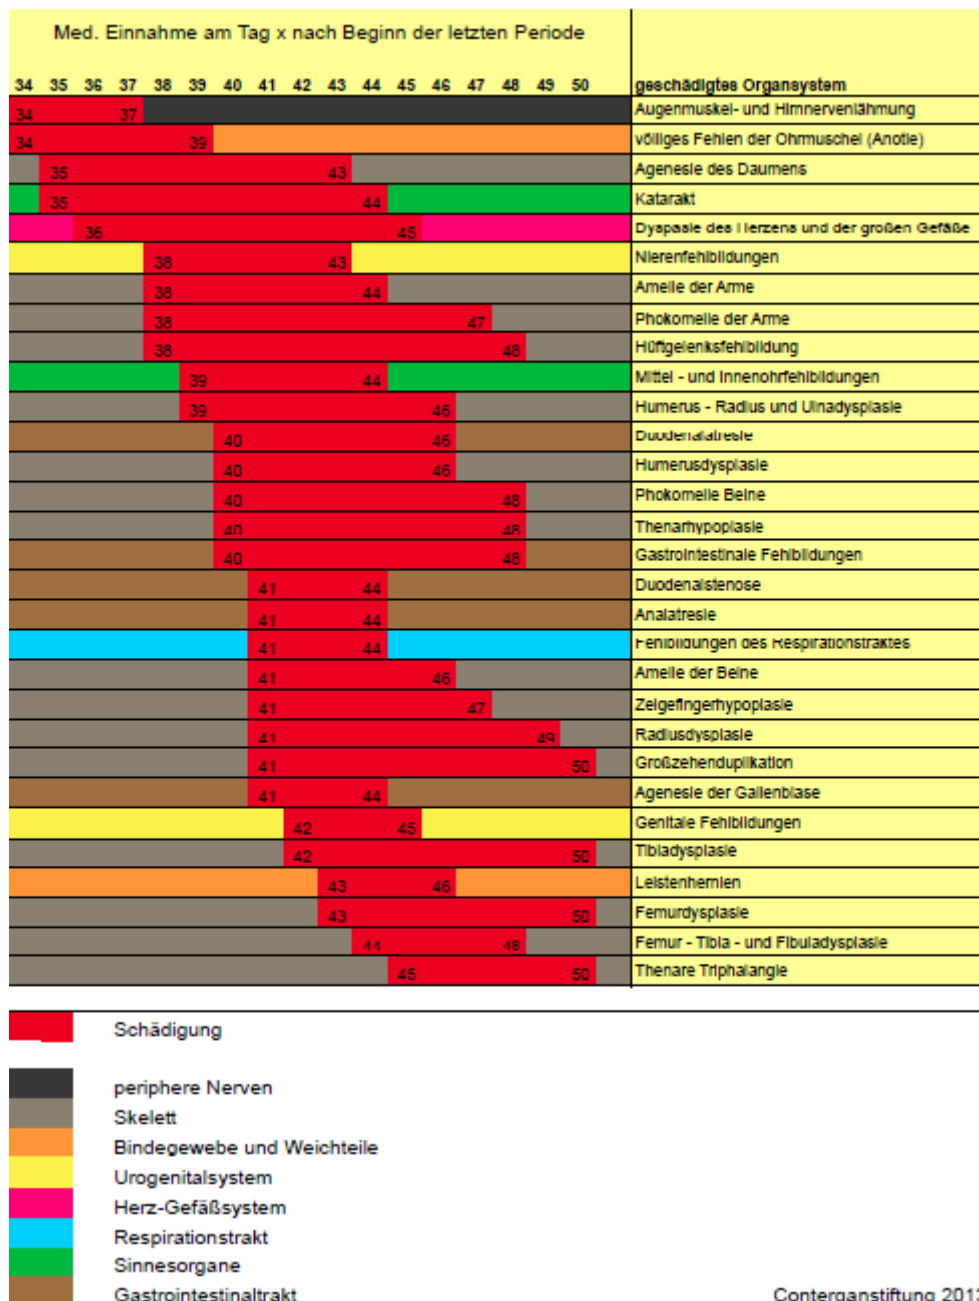 Med. Einnahme am Tag x nach Beginn der letzten Periode
34 35 36 37 38 39 40 41 42 43 44 45 46 47 48 49 50 geschädigtes Organsystem
34 37 Augenmuskel- und Hirnnervenlähmung
34 39 völliges Fehlen der Ohrmuschel (Anotie)
35 43 Agenesie des Daumens
35 44 Katarakt
36 45 Dyspasie des Herzens und der großen Gefäße
38 43 Nierenfehlbildungen
38 44 Amelie der Arme
38 47 Phokomelie der Arme
38 48 Hüftgelenksfehlbildung
39 44 Mittel - und Innenohrfehlbildungen
39 46 Humerus - Radius und Ulnadysplasie
40 46 Duodenalatresie
40 46 Humerusdysplasie
40 48 Phokomelie Beine
40 48 Thenarhypoplasie
40 48 Gastrointestinale Fehlbildungen
41 44 Duodenalstenose
41 44 Analatresie
41 44 Fehlbildungen des Respirationstraktes
41 46 Amelie der Beine
41 47 Zeigefingerhypoplasie
41 49 Radiusdysplasie
41 50 Großzehenduplikation
41 44 Agenesie der Gallenblase
42 45 Genitale Fehlbildungen
42 50 Tibiadysplasie
43 46 Leistenhernien
43 50 Femurdysplasie
44 48 Femur - Tibia - und Fibuladysplasie
45 50 Thenare Triphalangie
Schädigung
periphere Nerven
Skelett
Bindegewebe und Weichteile
Urogenitalsystem
Herz-Gefäßsystem
Respirationstrakt
Sinnesorgane
Gastrointestinaltrakt
Conterganstiftung